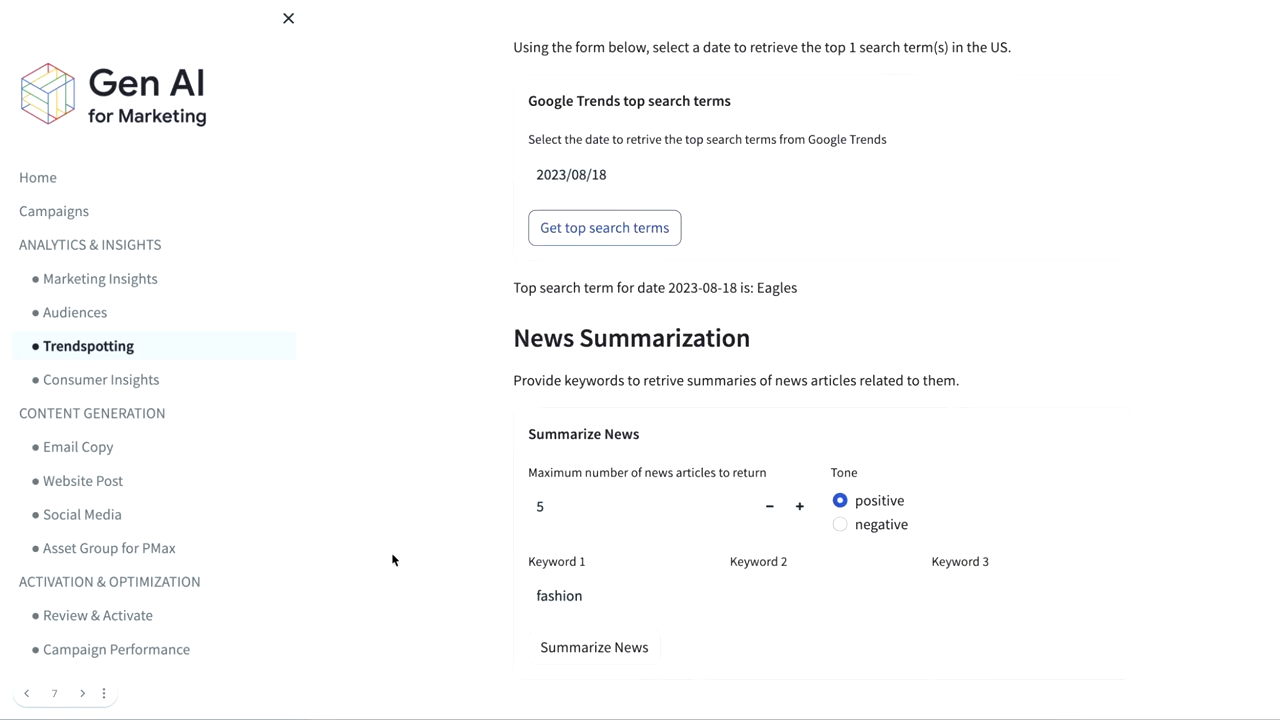 Gen AI
for Marketing
Home
Campaigns
ANALYTICS & INSIGHTS
Marketing Insights
Audiences
Trendspotting
Consumer Insights
CONTENT GENERATION
Email Copy
Website Post
Social Media
Asset Group for PMax
ACTIVATION & OPTIMIZATION
Review & Activate
Campaign Performance
7
Using the form below, select a date to retrieve the top 1 search term(s) in the US.
Google Trends top search terms
Select the date to retrive the top search terms from Google Trends
2023/08/18
Get top search terms
Top search term for date 2023-08-18 is: Eagles
News Summarization
Provide keywords to retrive summaries of news articles related to them.
Summarize News
Maximum number of news articles to return
5
Tone
positive
negative
Keyword 1 Keyword 2 Keyword 3
fashion
Summarize News